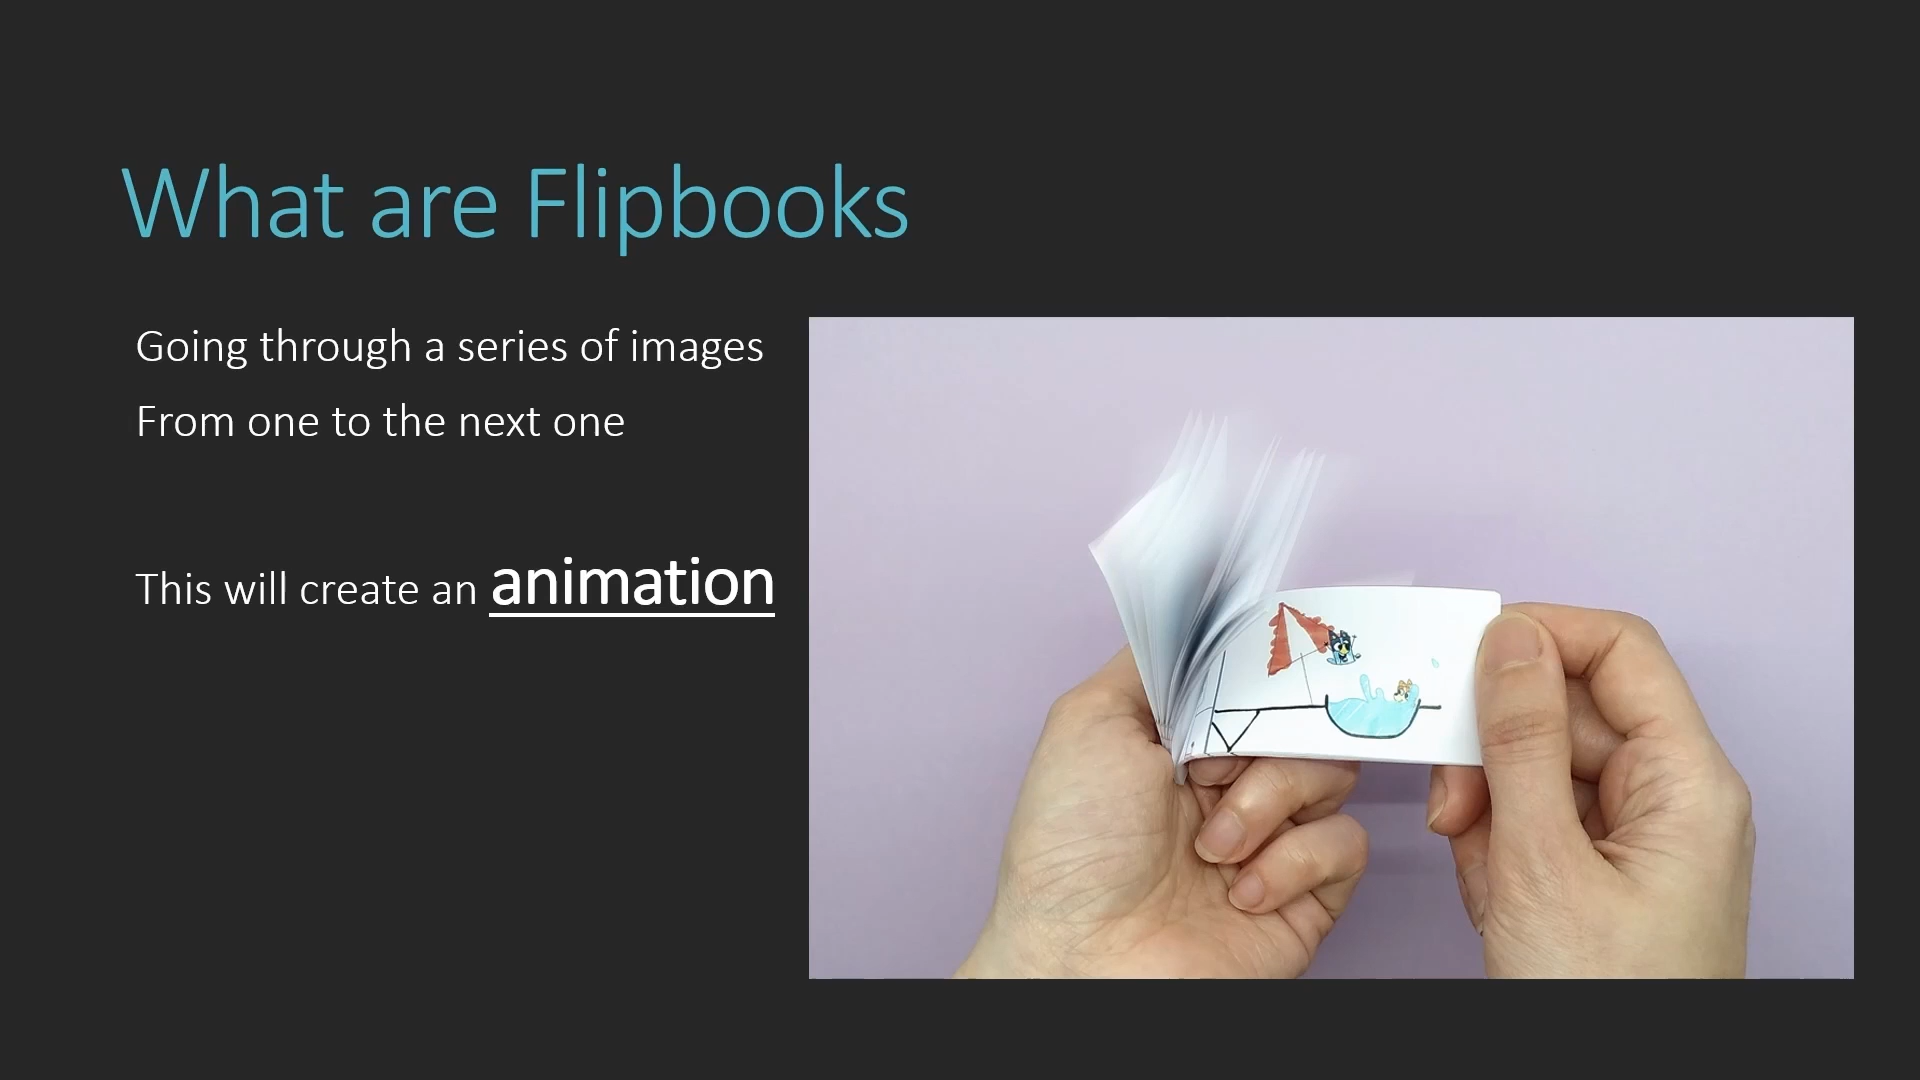 What are Flipbooks
Going through a series of images
From one to the next one
This will create an animation